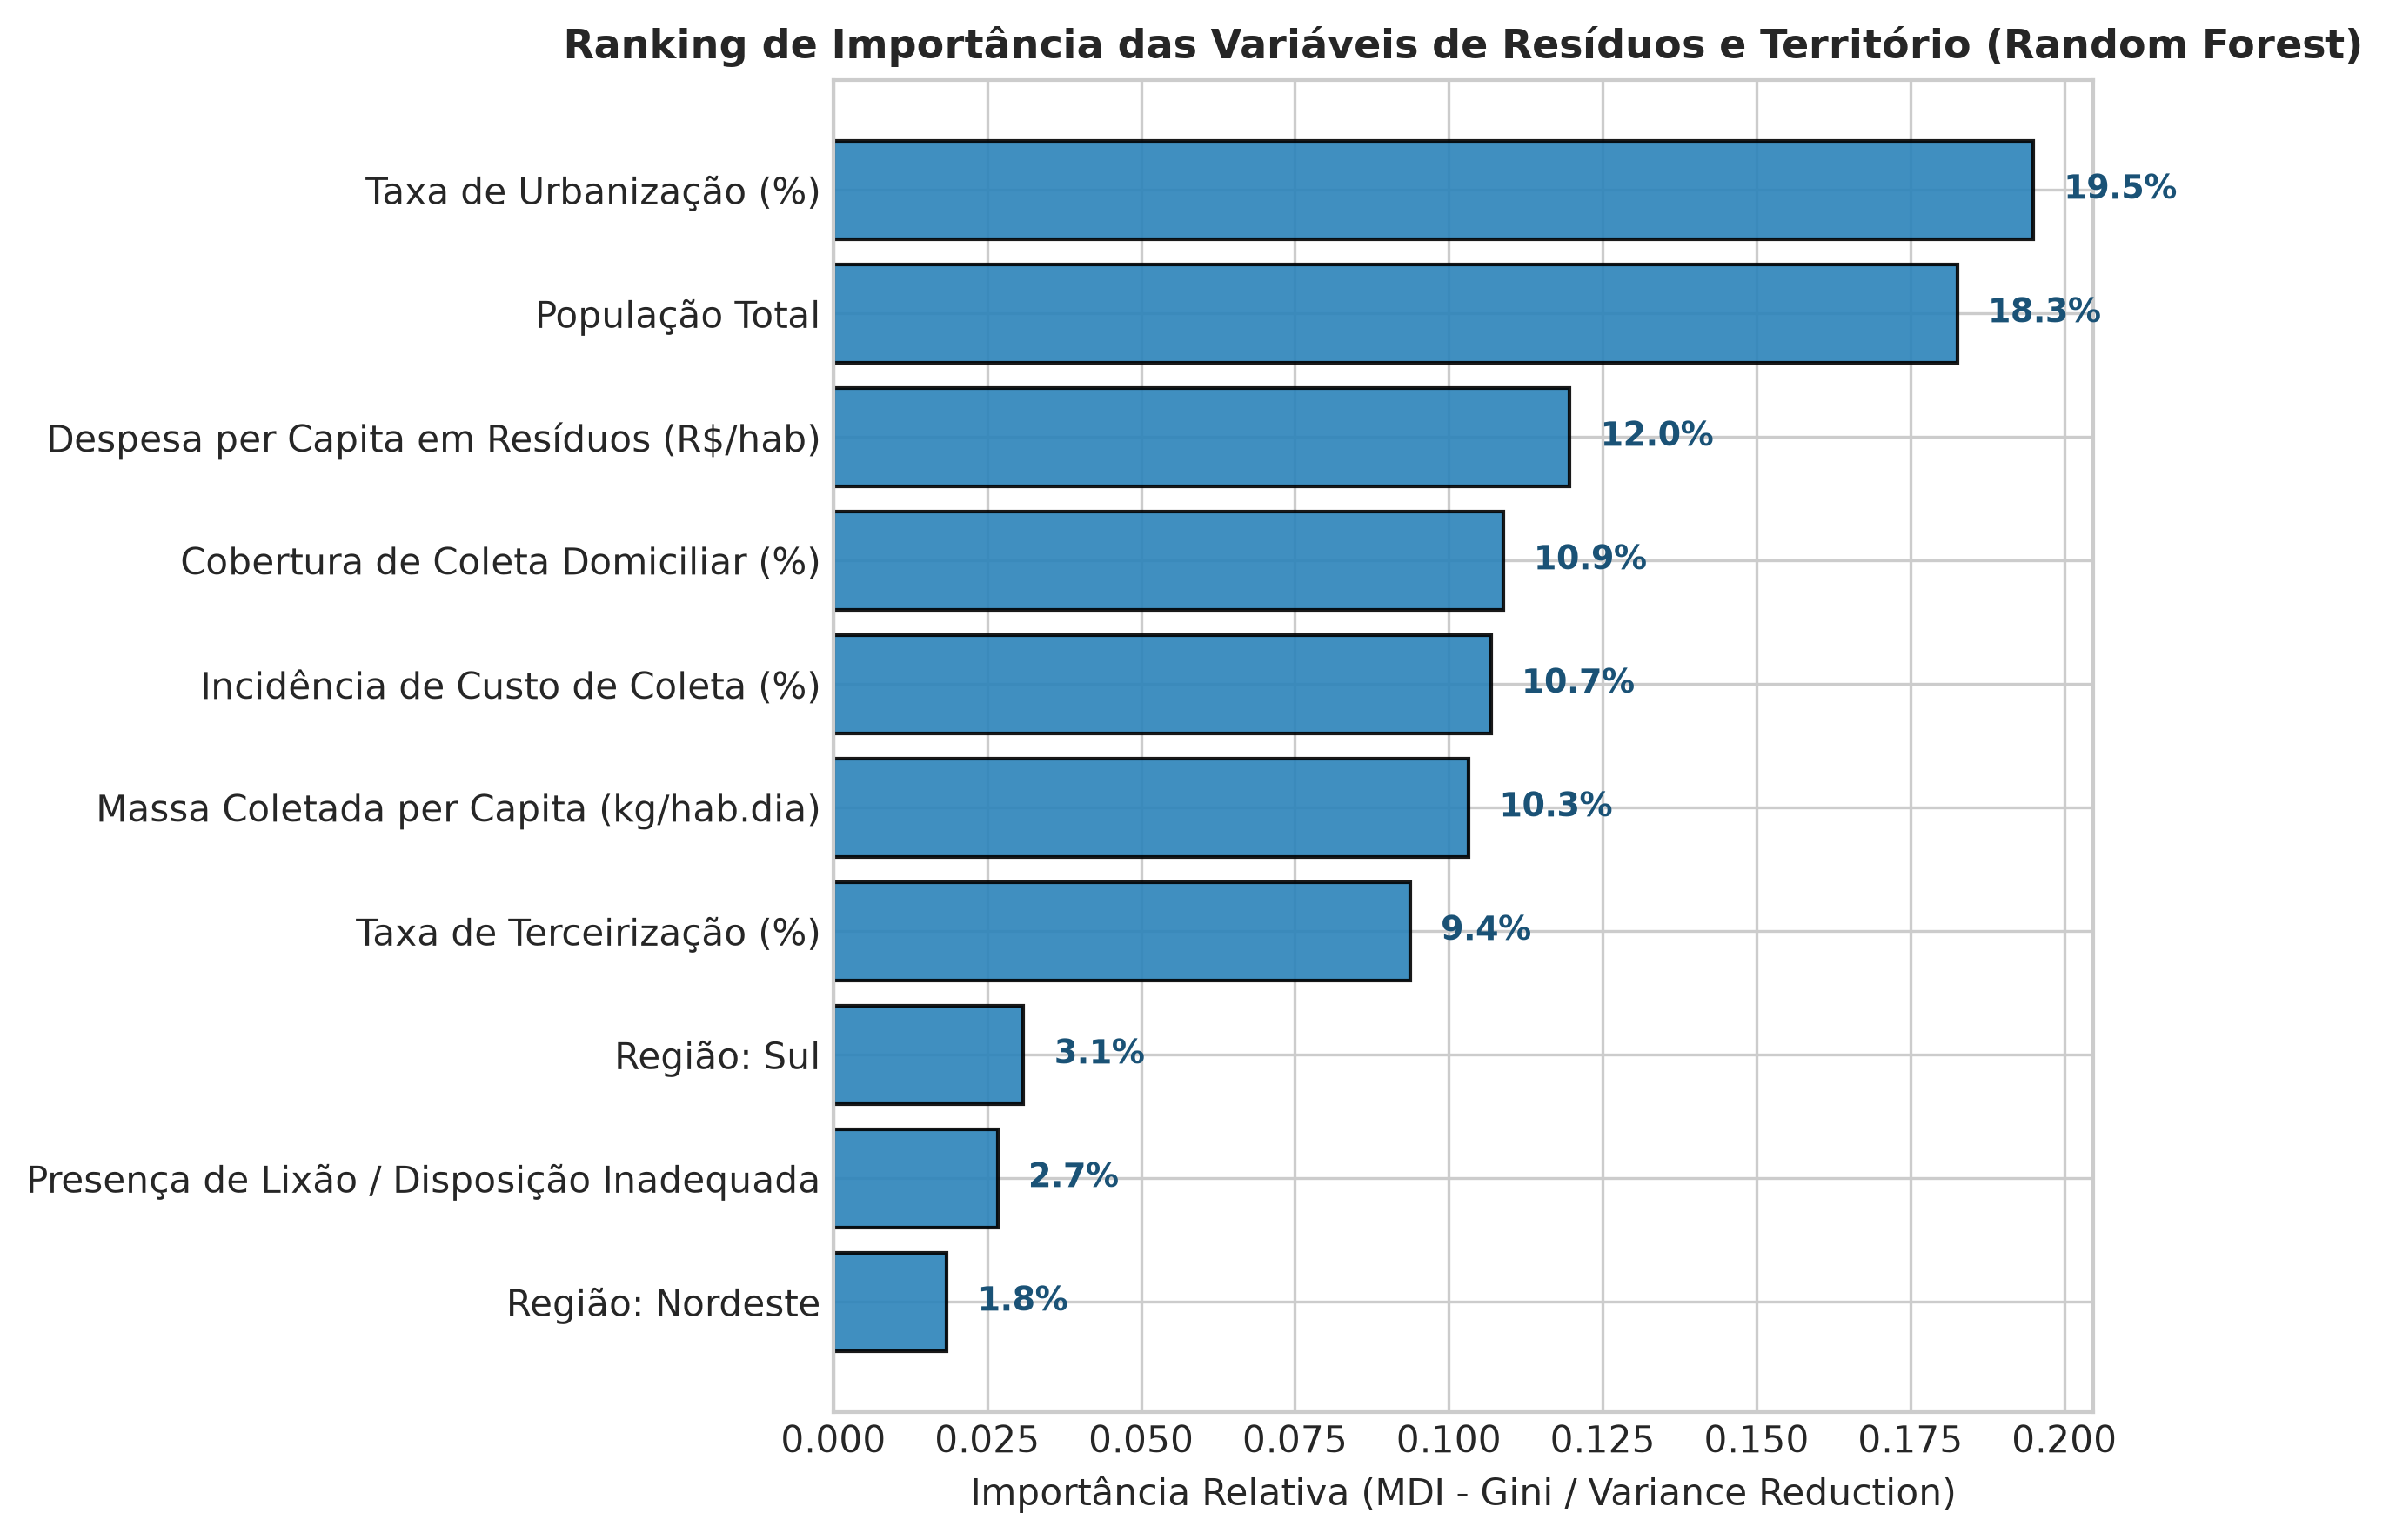 Ranking de Importância das Variáveis de Resíduos e Território (Random Forest)
Taxa de Urbanização (%)
19.5%
População Total
18.3%
Despesa per Capita em Resíduos (R$/hab)
12.0%
Cobertura de Coleta Domiciliar (%)
10.9%
Incidência de Custo de Coleta (%)
10.7%
Massa Coletada per Capita (kg/hab.dia)
10.3%
Taxa de Terceirização (%)
9.4%
Região: Sul
3.1%
Presença de Lixão / Disposição Inadequada
2.7%
Região: Nordeste
1.8%
0.000 0.025 0.050 0.075 0.100 0.125 0.150 0.175 0.200
Importância Relativa (MDI - Gini / Variance Reduction)